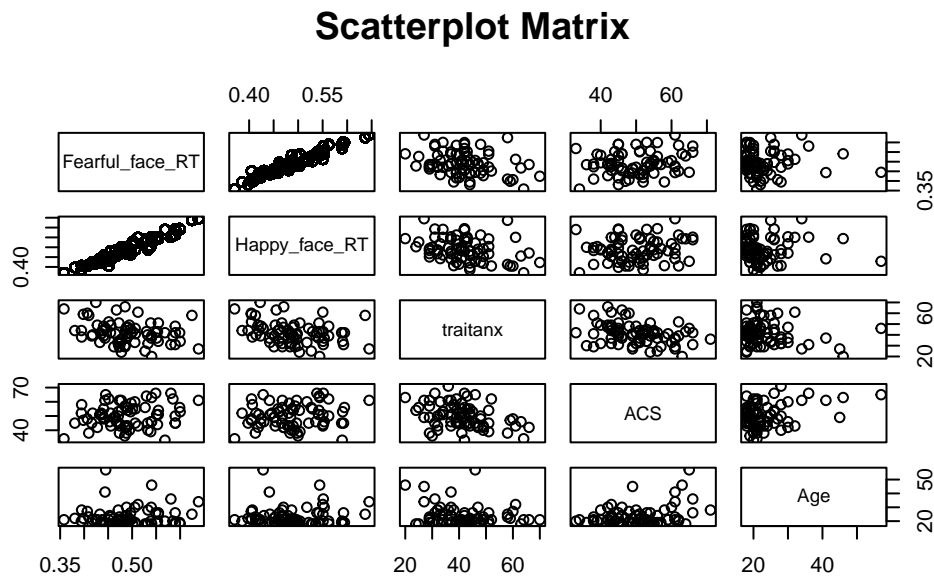 Scatterplot Matrix
0.40 0.55 40 60
Fearful_face_RT
0.35
0.40
Happy_face_RT
traitanx
20 60
40 70
ACS
Age
20 50
0.35 0.50 20 40 60 20 40